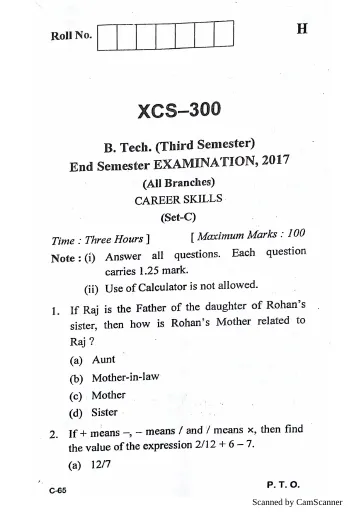 Roll No. H
XCS–300
B. Tech. (Third Semester)
End Semester EXAMINATION, 2017
(All Branches)
CAREER SKILLS
(Set-C)
Time : Three Hours ] [ Maximum Marks : 100
Note : (i) Answer all questions. Each question
carries 1.25 mark.
(ii) Use of Calculator is not allowed.
1. If Raj is the Father of the daughter of Rohan's
sister, then how is Rohan's Mother related to
Raj ?
(a) Aunt
(b) Mother-in-law
(c) Mother
(d) Sister
2. If + means –, – means / and / means ×, then find
the value of the expression 2/12 + 6 – 7.
(a) 12/7
C-65 P. T. O.
Scanned by CamScanner